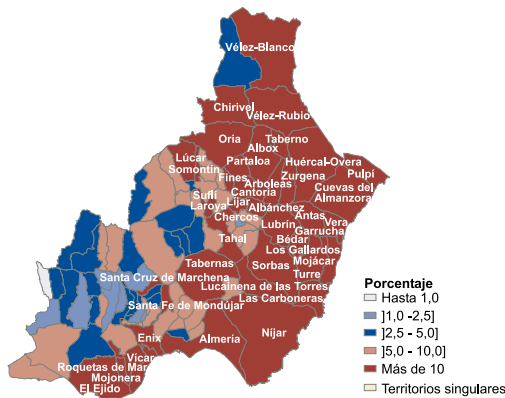 Vélez-Blanco
Chirivel
Vélez-Rubio
Oria
Taberno
Albox
Lúcar
Partaloa
Huércal-Overa
Somontín
Fines
Zurgena
Pulpí
Arboleas
Suflí
Cantoria
Cuevas del
Almanzora
Laroya
Líjar
Albánchez
Chercos
Antas
Lubrín
Vera
Garrucha
Tahal
Bédar
Los Gallardos
Mojácar
Tabernas
Sorbas
Turre
Santa Cruz de Marchena
Lucainena de las Torres
Las Carboneras
Santa Fe de Mondújar
Níjar
Enix
Almería
Vícar
Roquetas de Mar
Mojonera
El Ejido
Porcentaje
Hasta 1,0
]1,0 -2,5]
]2,5 - 5,0]
]5,0 - 10,0]
Más de 10
Territorios singulares